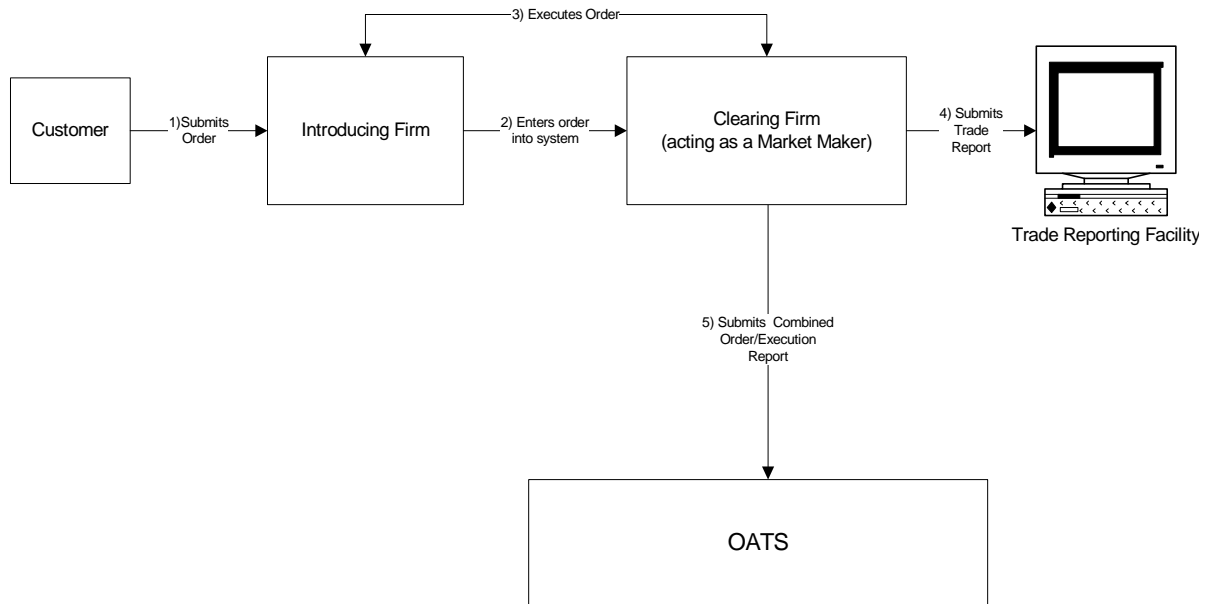 3) Executes Order
Customer
1)Submits
Order
Introducing Firm
2) Enters order
into system
Clearing Firm
(acting as a Market Maker)
4) Submits
Trade
Report
Trade Reporting Facility
5) Submits Combined
Order/Execution
Report
OATS